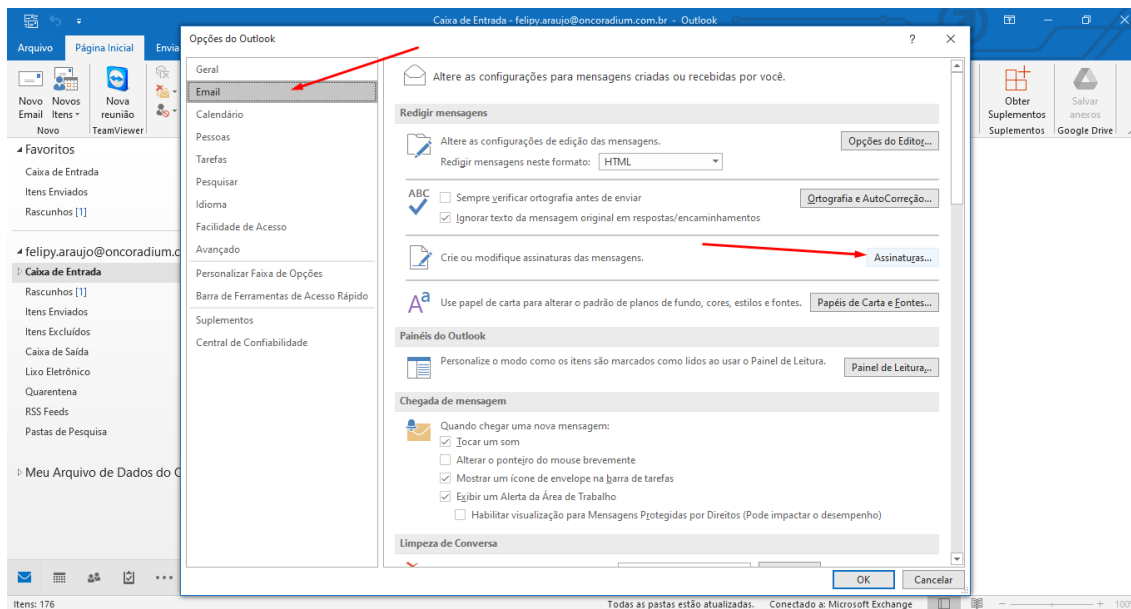 Caixa de Entrada - felipy.araujo@oncoradium.com.br - Outlook
Arquivo
Página Inicial
Envia
Novo Email
Novos Itens
Novo
Nova reunião
TeamViewer
Obter Suplementos
Suplementos
Salvar anexos
Google Drive
Favoritos
Caixa de Entrada
Itens Enviados
Rascunhos [1]
felipy.araujo@oncoradium.c
Caixa de Entrada
Rascunhos [1]
Itens Enviados
Itens Excluídos
Caixa de Saída
Lixo Eletrônico
Quarentena
RSS Feeds
Pastas de Pesquisa
Meu Arquivo de Dados do
Opções do Outlook
?
Geral
Email
Calendário
Pessoas
Tarefas
Pesquisar
Idioma
Facilidade de Acesso
Avançado
Personalizar Faixa de Opções
Barra de Ferramentas de Acesso Rápido
Suplementos
Central de Confiabilidade
Altere as configurações para mensagens criadas ou recebidas por você.
Redigir mensagens
Altere as configurações de edição das mensagens.
Opções do Editor...
Redigir mensagens neste formato: HTML
ABC
Sempre verificar ortografia antes de enviar
Ortografia e AutoCorreção...
Ignorar texto da mensagem original em respostas/encaminhamentos
Crie ou modifique assinaturas das mensagens.
Assinaturas...
Aa
Use papel de carta para alterar o padrão de planos de fundo, cores, estilos e fontes.
Papéis de Carta e Fontes...
Painéis do Outlook
Personalize o modo como os itens são marcados como lidos ao usar o Painel de Leitura.
Painel de Leitura...
Chegada de mensagem
Quando chegar uma nova mensagem:
Tocar um som
Alterar o ponteiro do mouse brevemente
Mostrar um ícone de envelope na barra de tarefas
Exibir um Alerta da Área de Trabalho
Habilitar visualização para Mensagens Protegidas por Direitos (Pode impactar o desempenho)
Limpeza de Conversa
OK
Cancelar
Itens: 176
Todas as pastas estão atualizadas.
Conectado a: Microsoft Exchange
100%